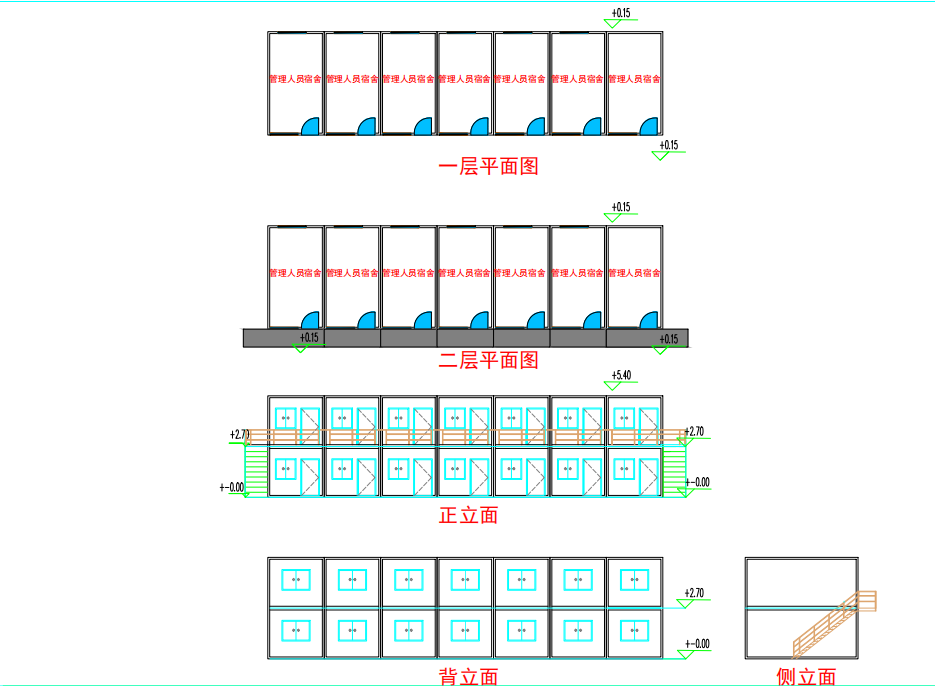 +0.15
管理人员宿舍 管理人员宿舍 管理人员宿舍 管理人员宿舍 管理人员宿舍 管理人员宿舍 管理人员宿舍
+0.15
一层平面图
+0.15
管理人员宿舍 管理人员宿舍 管理人员宿舍 管理人员宿舍 管理人员宿舍 管理人员宿舍 管理人员宿舍
+0.15 +0.15
二层平面图
+5.40
+2.70 +2.70
+-0.00 +-0.00
正立面
+2.70
+-0.00
背立面 侧立面